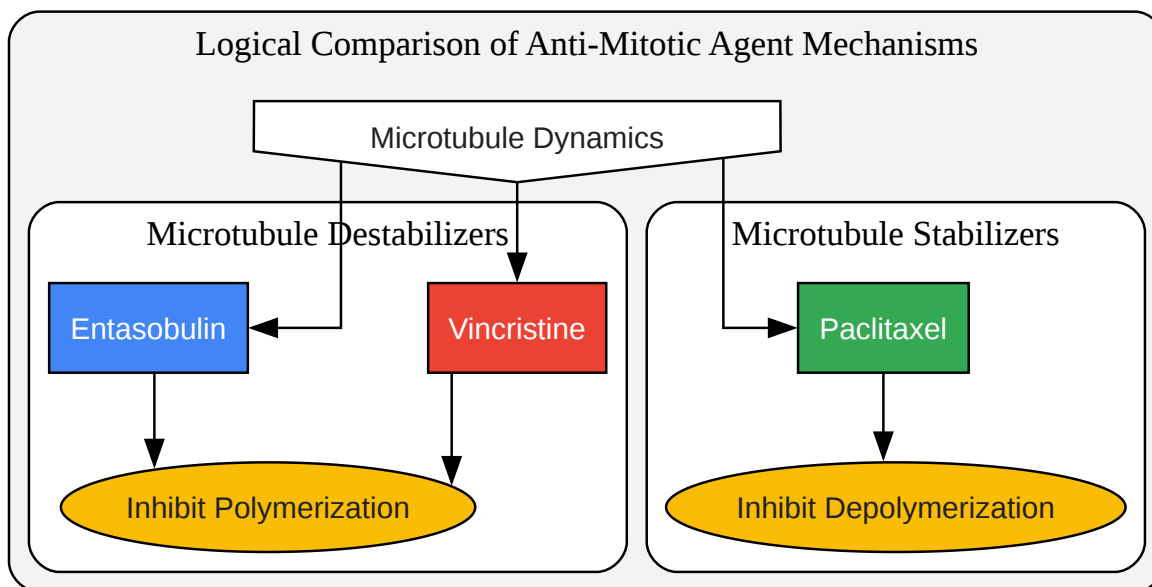 Logical Comparison of Anti-Mitotic Agent Mechanisms
Microtubule Dynamics
Microtubule Destabilizers
Microtubule Stabilizers
Entasobulin
Vincristine
Paclitaxel
Inhibit Polymerization
Inhibit Depolymerization